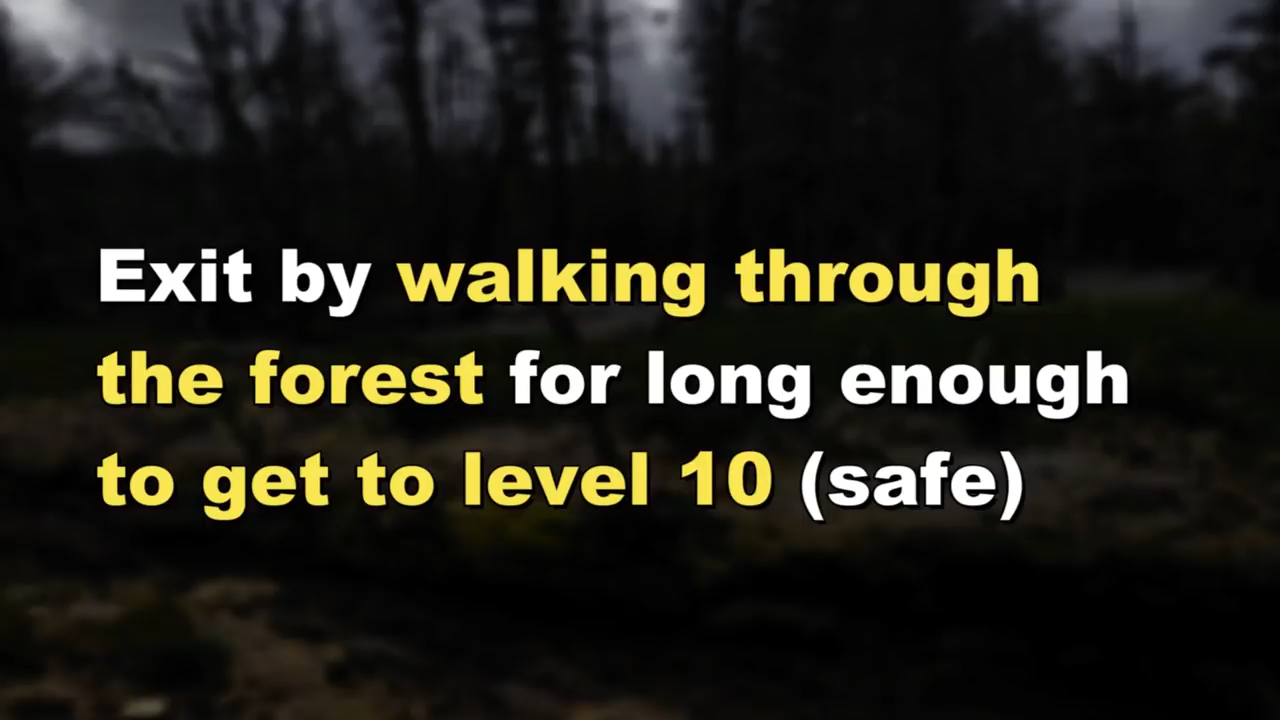 Exit by walking through
the forest for long enough
to get to level 10 (safe)